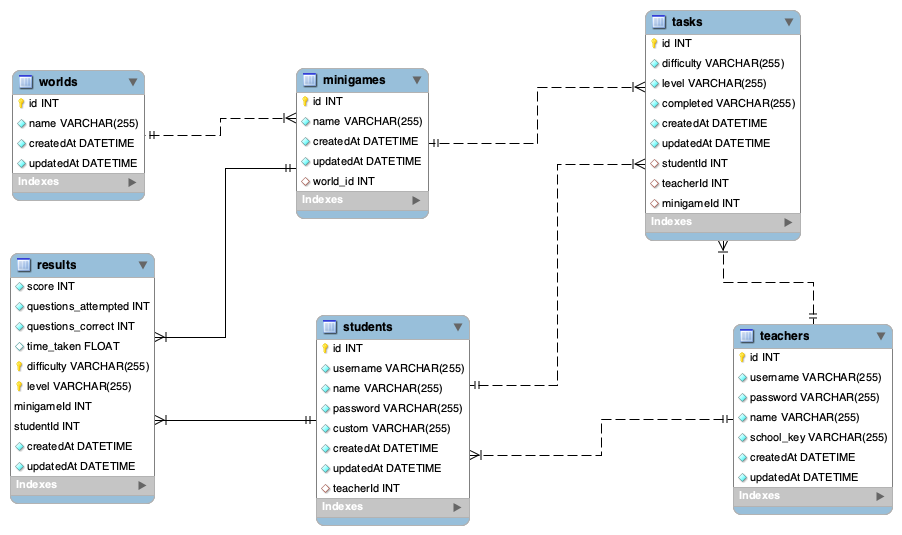 worlds
id INT
name VARCHAR(255)
createdAt DATETIME
updatedAt DATETIME
Indexes
minigames
id INT
name VARCHAR(255)
createdAt DATETIME
updatedAt DATETIME
world_id INT
Indexes
tasks
id INT
difficulty VARCHAR(255)
level VARCHAR(255)
completed VARCHAR(255)
createdAt DATETIME
updatedAt DATETIME
studentId INT
teacherId INT
minigameId INT
Indexes
results
score INT
questions_attempted INT
questions_correct INT
time_taken FLOAT
difficulty VARCHAR(255)
level VARCHAR(255)
minigameId INT
studentId INT
createdAt DATETIME
updatedAt DATETIME
Indexes
students
id INT
username VARCHAR(255)
name VARCHAR(255)
password VARCHAR(255)
custom VARCHAR(255)
createdAt DATETIME
updatedAt DATETIME
teacherId INT
Indexes
teachers
id INT
username VARCHAR(255)
password VARCHAR(255)
name VARCHAR(255)
school_key VARCHAR(255)
createdAt DATETIME
updatedAt DATETIME
Indexes